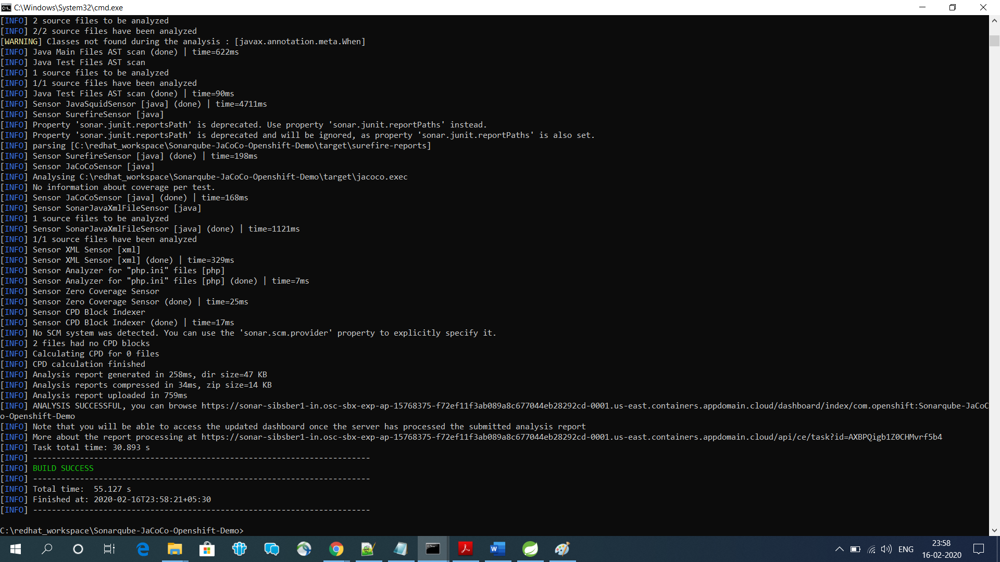 C:\Windows\System32\cmd.exe
[INFO] 2 source files to be analyzed
[INFO] 2/2 source files have been analyzed
[WARNING] Classes not found during the analysis : [javax.annotation.meta.When]
[INFO] Java Main Files AST scan (done) | time=622ms
[INFO] Java Test Files AST scan
[INFO] 1 source files to be analyzed
[INFO] 1/1 source files have been analyzed
[INFO] Java Test Files AST scan (done) | time=90ms
[INFO] Sensor JavaSquidSensor [java] (done) | time=4711ms
[INFO] Sensor SurefireSensor [java]
[INFO] Property 'sonar.junit.reportsPath' is deprecated. Use property 'sonar.junit.reportPaths' instead.
[INFO] Property 'sonar.junit.reportsPath' is deprecated and will be ignored, as property 'sonar.junit.reportPaths' is also set.
[INFO] parsing [C:\redhat_workspace\Sonarqube-JaCoCo-Openshift-Demo\target\surefire-reports]
[INFO] Sensor SurefireSensor [java] (done) | time=198ms
[INFO] Sensor JaCoCoSensor [java]
[INFO] Analysing C:\redhat_workspace\Sonarqube-JaCoCo-Openshift-Demo\target\jacoco.exec
[INFO] No information about coverage per test.
[INFO] Sensor JaCoCoSensor [java] (done) | time=168ms
[INFO] Sensor SonarJavaXmlFileSensor [java]
[INFO] 1 source files to be analyzed
[INFO] Sensor SonarJavaXmlFileSensor [java] (done) | time=1121ms
[INFO] 1/1 source files have been analyzed
[INFO] Sensor XML Sensor [xml]
[INFO] Sensor XML Sensor [xml] (done) | time=329ms
[INFO] Sensor Analyzer for "php.ini" files [php]
[INFO] Sensor Analyzer for "php.ini" files [php] (done) | time=7ms
[INFO] Sensor Zero Coverage Sensor
[INFO] Sensor Zero Coverage Sensor (done) | time=25ms
[INFO] Sensor CPD Block Indexer
[INFO] Sensor CPD Block Indexer (done) | time=17ms
[INFO] No SCM system was detected. You can use the 'sonar.scm.provider' property to explicitly specify it.
[INFO] 2 files had no CPD blocks
[INFO] Calculating CPD for 0 files
[INFO] CPD calculation finished
[INFO] Analysis report generated in 258ms, dir size=47 KB
[INFO] Analysis reports compressed in 34ms, zip size=14 KB
[INFO] Analysis report uploaded in 759ms
[INFO] ANALYSIS SUCCESSFUL, you can browse https://sonar-sibsber1-in.osc-sbx-exp-ap-15768375-f72ef11f3ab089a8c677044eb28292cd-0001.us-east.containers.appdomain.cloud/dashboard/index/com.openshift:Sonarqube-JaCoC
o-Openshift-Demo
[INFO] Note that you will be able to access the updated dashboard once the server has processed the submitted analysis report
[INFO] More about the report processing at https://sonar-sibsber1-in.osc-sbx-exp-ap-15768375-f72ef11f3ab089a8c677044eb28292cd-0001.us-east.containers.appdomain.cloud/api/ce/task?id=AXBPQigb1Z0CHMvrf5b4
[INFO] Task total time: 30.893 s
[INFO] ------------------------------------------------------------------------
[INFO] BUILD SUCCESS
[INFO] ------------------------------------------------------------------------
[INFO] Total time:  55.127 s
[INFO] Finished at: 2020-02-16T23:58:21+05:30
[INFO] ------------------------------------------------------------------------
C:\redhat_workspace\Sonarqube-JaCoCo-Openshift-Demo>
ENG
23:58
16-02-2020